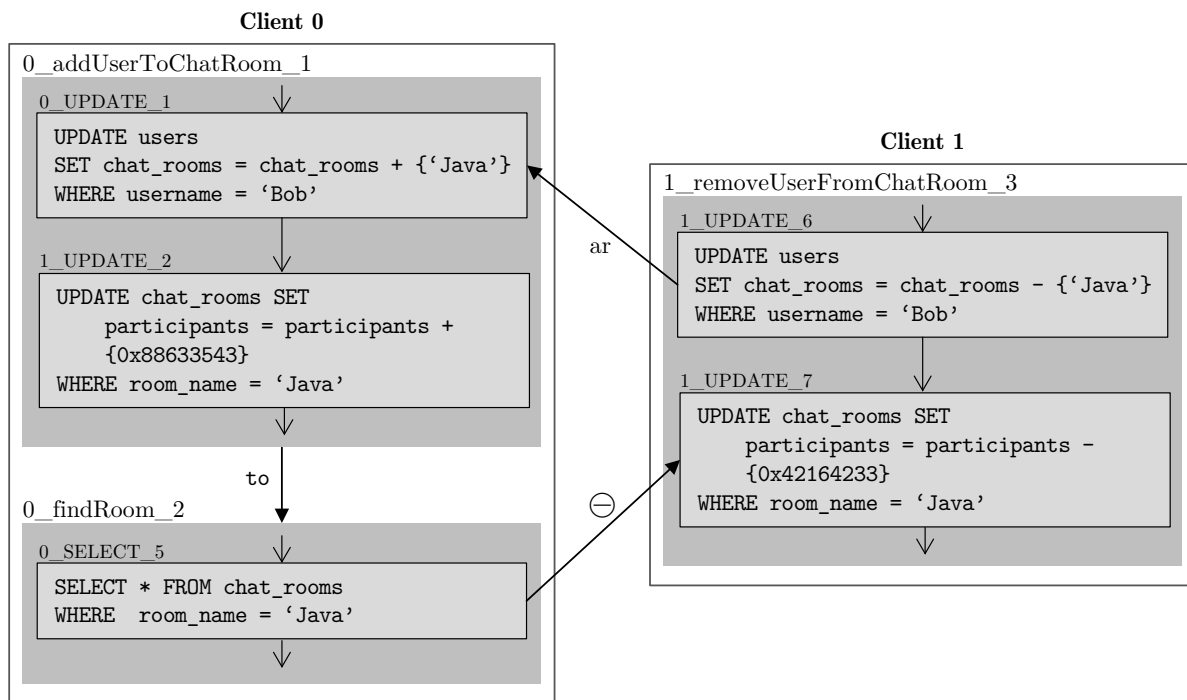 Client 0
0_addUserToChatRoom_1
0_UPDATE_1
UPDATE users
SET chat_rooms = chat_rooms + {‘Java’}
WHERE username = ‘Bob’
1_UPDATE_2
UPDATE chat_rooms SET
participants = participants +
{0x88633543}
WHERE room_name = ‘Java’
to
0_findRoom_2
0_SELECT_5
SELECT * FROM chat_rooms
WHERE  room_name = ‘Java’
ar
⊖
Client 1
1_removeUserFromChatRoom_3
1_UPDATE_6
UPDATE users
SET chat_rooms = chat_rooms - {‘Java’}
WHERE username = ‘Bob’
1_UPDATE_7
UPDATE chat_rooms SET
participants = participants -
{0x42164233}
WHERE room_name = ‘Java’